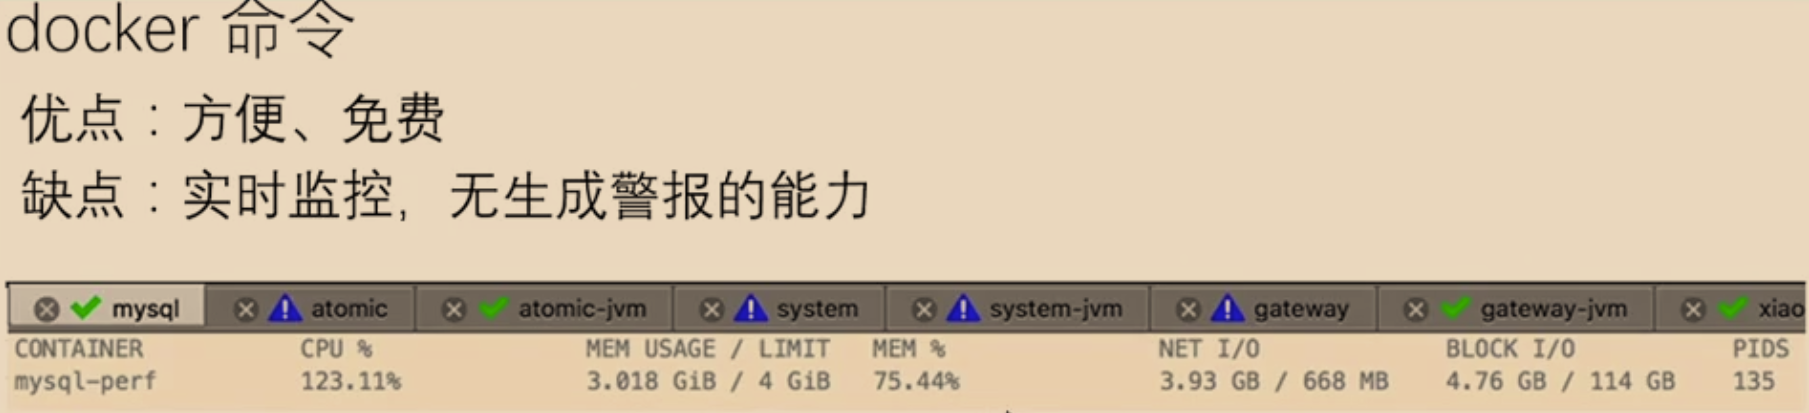 docker 命令
优点：方便、免费
缺点：实时监控，无生成警报的能力
mysql atomic atomic-jvm system system-jvm gateway gateway-jvm xiao
CONTAINER CPU % MEM USAGE / LIMIT MEM % NET I/O BLOCK I/O PIDS
mysql-perf 123.11% 3.018 GiB / 4 GiB 75.44% 3.93 GB / 668 MB 4.76 GB / 114 GB 135